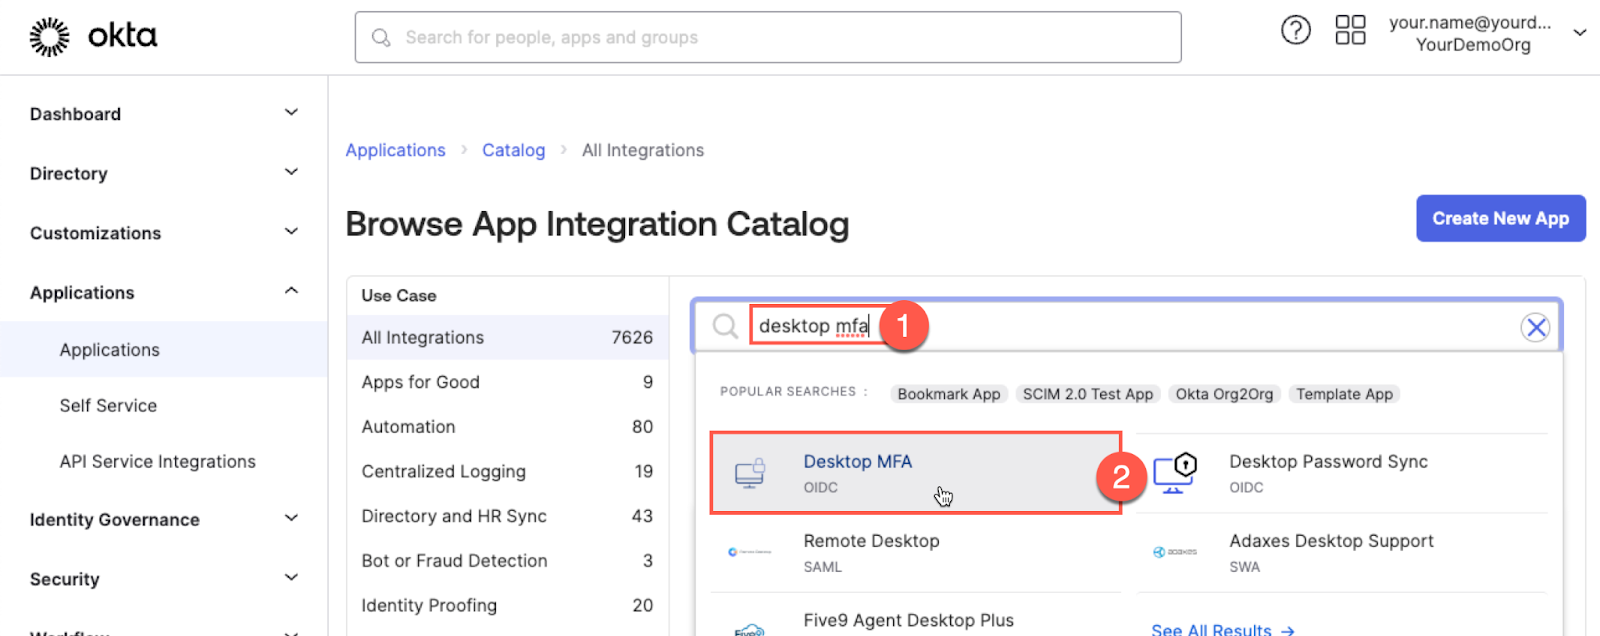 okta
Search for people, apps and groups
your.name@yourd...
YourDemoOrg
Dashboard
Directory
Customizations
Applications
Applications
Self Service
API Service Integrations
Identity Governance
Security
Workflow
Applications > Catalog > All Integrations
Browse App Integration Catalog
Create New App
Use Case
All Integrations 7626
Apps for Good 9
Automation 80
Centralized Logging 19
Directory and HR Sync 43
Bot or Fraud Detection 3
Identity Proofing 20
desktop mfa
1
POPULAR SEARCHES : Bookmark App SCIM 2.0 Test App Okta Org2Org Template App
Desktop MFA
OIDC
2
Desktop Password Sync
OIDC
Remote Desktop
SAML
adaxes
Adaxes Desktop Support
SWA
Five9
Five9 Agent Desktop Plus
See All Results →